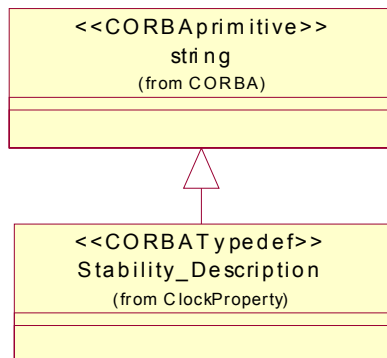 <<CORBAprimitive>>
string
(from CORBA)
<<CORBATypedef>>
Stability_Description
(from ClockProperty)